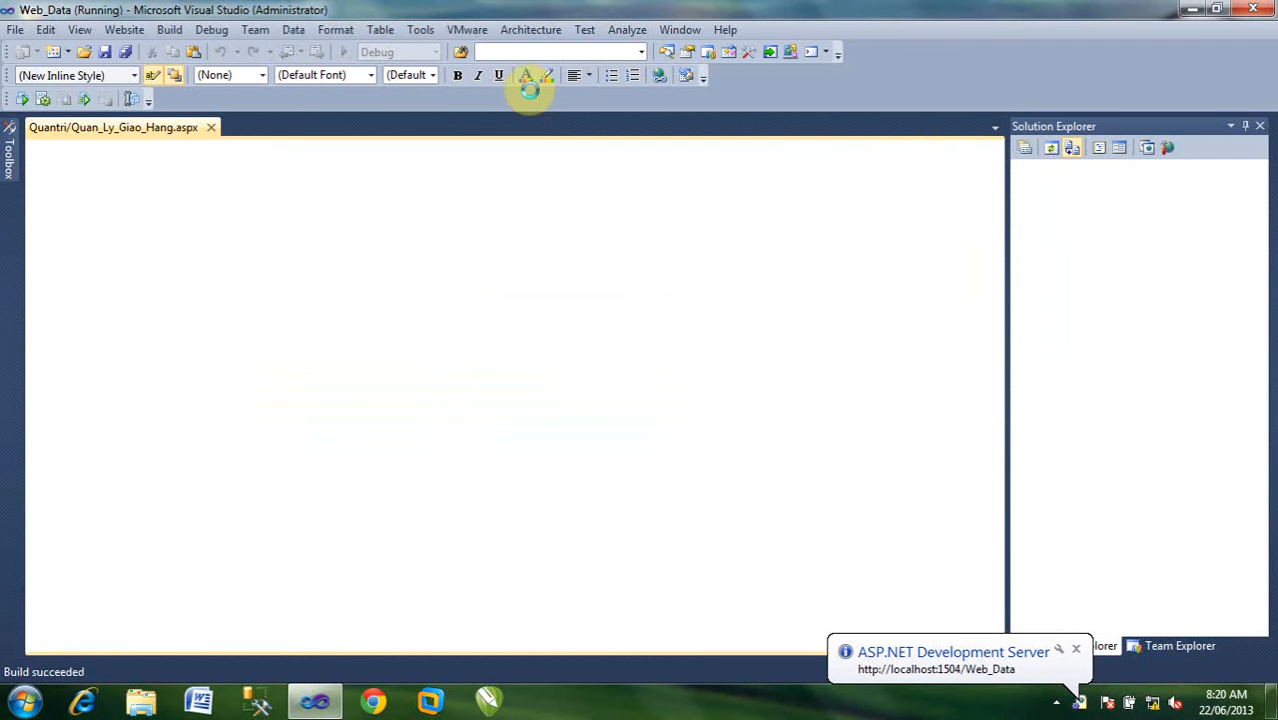 Web_Data (Running) - Microsoft Visual Studio (Administrator)
File Edit View Website Build Debug Team Data Format Table Tools VMware Architecture Test Analyze Window Help
Debug
(New Inline Style) (None) (Default Font) (Default B I U A
Quantri/Quan_Ly_Giao_Hang.aspx
Solution Explorer
Toolbox
ASP.NET Development Server
http://localhost:1504/Web_Data
plorer Team Explorer
Build succeeded
8:20 AM
22/06/2013